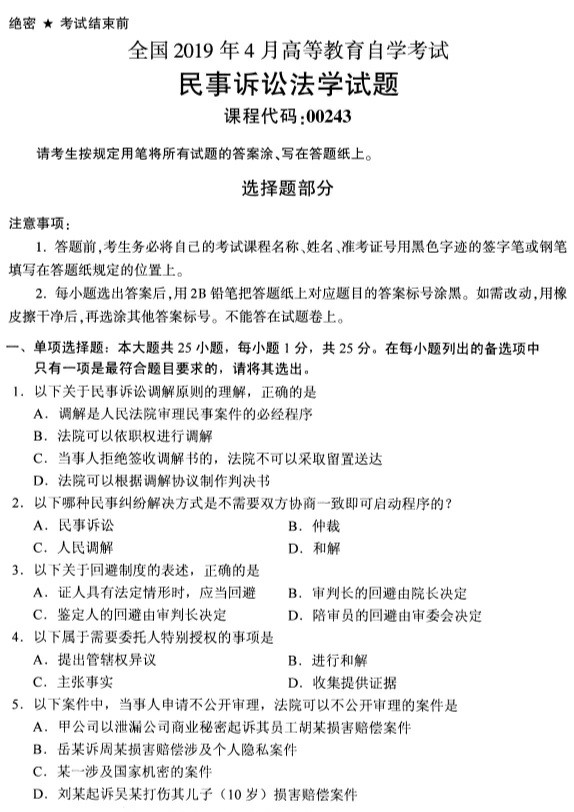 绝密 ★ 考试结束前
全国 2019 年 4 月高等教育自学考试
民事诉讼法学试题
课程代码:00243
请考生按规定用笔将所有试题的答案涂、写在答题纸上。
选择题部分
注意事项:
1. 答题前,考生务必将自己的考试课程名称、姓名、准考证号用黑色字迹的签字笔或钢笔
填写在答题纸规定的位置上。
2. 每小题选出答案后,用 2B 铅笔把答题纸上对应题目的答案标号涂黑。如需改动,用橡
皮擦干净后,再选涂其他答案标号。不能答在试题卷上。
一、单项选择题：本大题共 25 小题，每小题 1 分，共 25 分。在每小题列出的备选项中
只有一项是最符合题目要求的，请将其选出。
1．以下关于民事诉讼调解原则的理解，正确的是
A．调解是人民法院审理民事案件的必经程序
B．法院可以依职权进行调解
C．当事人拒绝签收调解书的，法院不可以采取留置送达
D．法院可以根据调解协议制作判决书
2．以下哪种民事纠纷解决方式是不需要双方协商一致即可启动程序的？
A．民事诉讼 B．仲裁
C．人民调解 D．和解
3．以下关于回避制度的表述，正确的是
A．证人具有法定情形时，应当回避 B．审判长的回避由院长决定
C．鉴定人的回避由审判长决定 D．陪审员的回避由审委会决定
4．以下属于需要委托人特别授权的事项是
A．提出管辖权异议 B．进行和解
C．主张事实 D．收集提供证据
5．以下案件中，当事人申请不公开审理，法院可以不公开审理的案件是
A．甲公司以泄漏公司商业秘密起诉其员工胡某损害赔偿案件
B．岳某诉周某损害赔偿涉及个人隐私案件
C．某一涉及国家机密的案件
D．刘某起诉吴某打伤其儿子（10 岁）损害赔偿案件